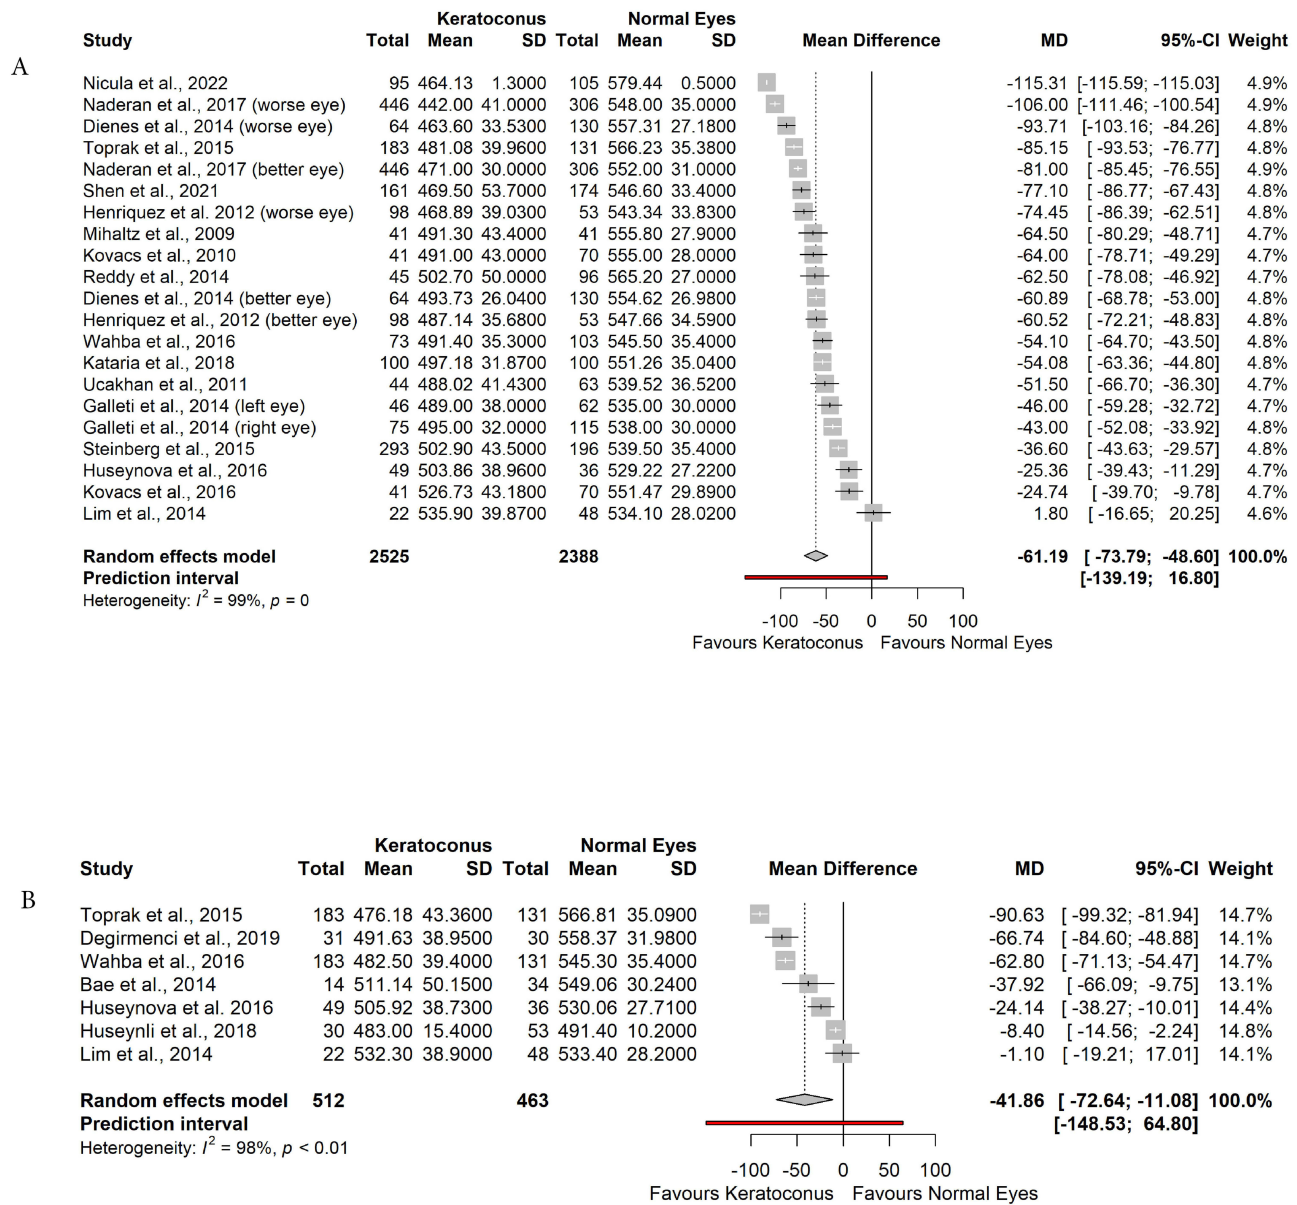 A
Keratoconus Normal Eyes
Study Total Mean SD Total Mean SD Mean Difference MD 95%-CI Weight
Nicula et al., 2022 95 464.13 1.3000 105 579.44 0.5000 -115.31 [-115.59; -115.03] 4.9%
Naderan et al., 2017 (worse eye) 446 442.00 41.0000 306 548.00 35.0000 -106.00 [-111.46; -100.54] 4.9%
Dienes et al., 2014 (worse eye) 64 463.60 33.5300 130 557.31 27.1800 -93.71 [-103.16; -84.26] 4.8%
Toprak et al., 2015 183 481.08 39.9600 131 566.23 35.3800 -85.15 [ -93.53; -76.77] 4.8%
Naderan et al., 2017 (better eye) 446 471.00 30.0000 306 552.00 31.0000 -81.00 [ -85.45; -76.55] 4.9%
Shen et al., 2021 161 469.50 53.7000 174 546.60 33.4000 -77.10 [ -86.77; -67.43] 4.8%
Henriquez et al. 2012 (worse eye) 98 468.89 39.0300 53 543.34 33.8300 -74.45 [ -86.39; -62.51] 4.8%
Mihaltz et al., 2009 41 491.30 43.4000 41 555.80 27.9000 -64.50 [ -80.29; -48.71] 4.7%
Kovacs et al., 2010 41 491.00 43.0000 70 555.00 28.0000 -64.00 [ -78.71; -49.29] 4.7%
Reddy et al., 2014 45 502.70 50.0000 96 565.20 27.0000 -62.50 [ -78.08; -46.92] 4.7%
Dienes et al., 2014 (better eye) 64 493.73 26.0400 130 554.62 26.9800 -60.89 [ -68.78; -53.00] 4.8%
Henriquez et al., 2012 (better eye) 98 487.14 35.6800 53 547.66 34.5900 -60.52 [ -72.21; -48.83] 4.8%
Wahba et al., 2016 73 491.40 35.3000 103 545.50 35.4000 -54.10 [ -64.70; -43.50] 4.8%
Kataria et al., 2018 100 497.18 31.8700 100 551.26 35.0400 -54.08 [ -63.36; -44.80] 4.8%
Ucakhan et al., 2011 44 488.02 41.4300 63 539.52 36.5200 -51.50 [ -66.70; -36.30] 4.7%
Galleti et al., 2014 (left eye) 46 489.00 38.0000 62 535.00 30.0000 -46.00 [ -59.28; -32.72] 4.7%
Galleti et al., 2014 (right eye) 75 495.00 32.0000 115 538.00 30.0000 -43.00 [ -52.08; -33.92] 4.8%
Steinberg et al., 2015 293 502.90 43.5000 196 539.50 35.4000 -36.60 [ -43.63; -29.57] 4.8%
Huseynova et al., 2016 49 503.86 38.9600 36 529.22 27.2200 -25.36 [ -39.43; -11.29] 4.7%
Kovacs et al., 2016 41 526.73 43.1800 70 551.47 29.8900 -24.74 [ -39.70; -9.78] 4.7%
Lim et al., 2014 22 535.90 39.8700 48 534.10 28.0200 1.80 [ -16.65; 20.25] 4.6%
Random effects model 2525 2388 -61.19 [ -73.79; -48.60] 100.0%
Prediction interval [-139.19; 16.80]
Heterogeneity: I² = 99%, p = 0
-100 -50 0 50 100
Favours Keratoconus Favours Normal Eyes
B
Keratoconus Normal Eyes
Study Total Mean SD Total Mean SD Mean Difference MD 95%-CI Weight
Toprak et al., 2015 183 476.18 43.3600 131 566.81 35.0900 -90.63 [ -99.32; -81.94] 14.7%
Degirmenci et al., 2019 31 491.63 38.9500 30 558.37 31.9800 -66.74 [ -84.60; -48.88] 14.1%
Wahba et al., 2016 183 482.50 39.4000 131 545.30 35.4000 -62.80 [ -71.13; -54.47] 14.7%
Bae et al., 2014 14 511.14 50.1500 34 549.06 30.2400 -37.92 [ -66.09; -9.75] 13.1%
Huseynova et al. 2016 49 505.92 38.7300 36 530.06 27.7100 -24.14 [ -38.27; -10.01] 14.4%
Huseynli et al., 2018 30 483.00 15.4000 53 491.40 10.2000 -8.40 [ -14.56; -2.24] 14.8%
Lim et al., 2014 22 532.30 38.9000 48 533.40 28.2000 -1.10 [ -19.21; 17.01] 14.1%
Random effects model 512 463 -41.86 [ -72.64; -11.08] 100.0%
Prediction interval [-148.53; 64.80]
Heterogeneity: I² = 98%, p < 0.01
-100 -50 0 50 100
Favours Keratoconus Favours Normal Eyes